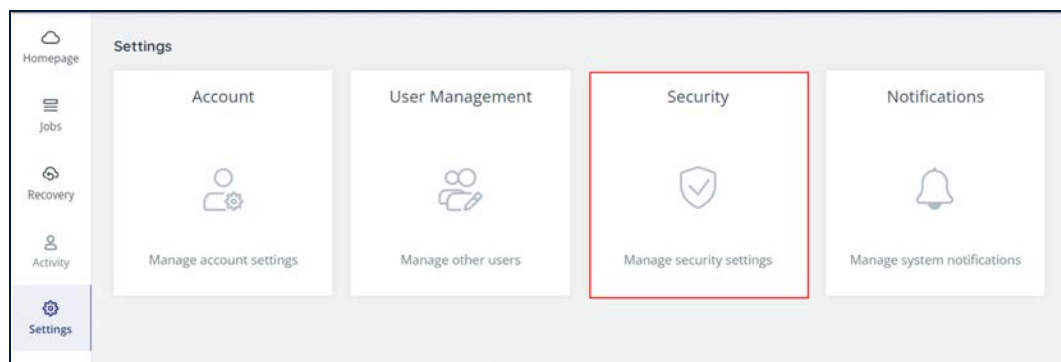 Homepage
Jobs
Recovery
Activity
Settings
Settings
Account
Manage account settings
User Management
Manage other users
Security
Manage security settings
Notifications
Manage system notifications